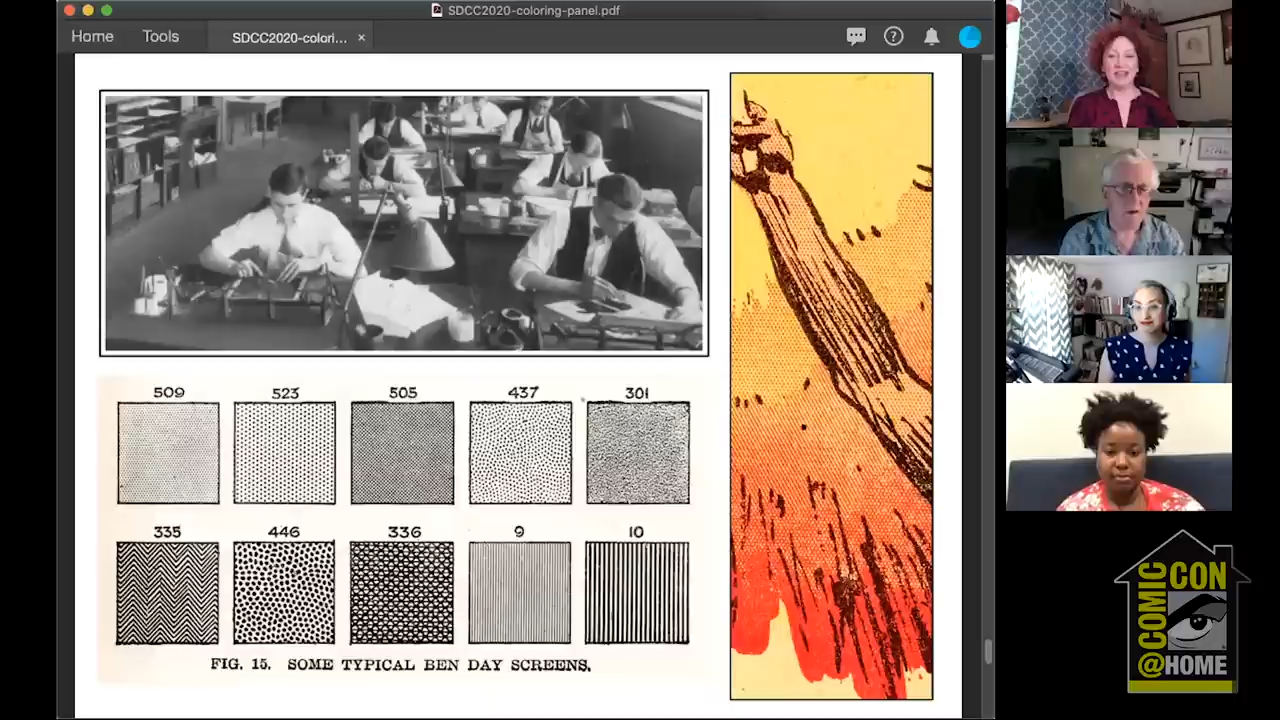 SDCC2020-coloring-panel.pdf
Home
Tools
SDCC2020-colori...
509
523
505
437
301
335
446
336
9
10
FIG. 15. SOME TYPICAL BEN DAY SCREENS.
COMIC
CON
@HOME